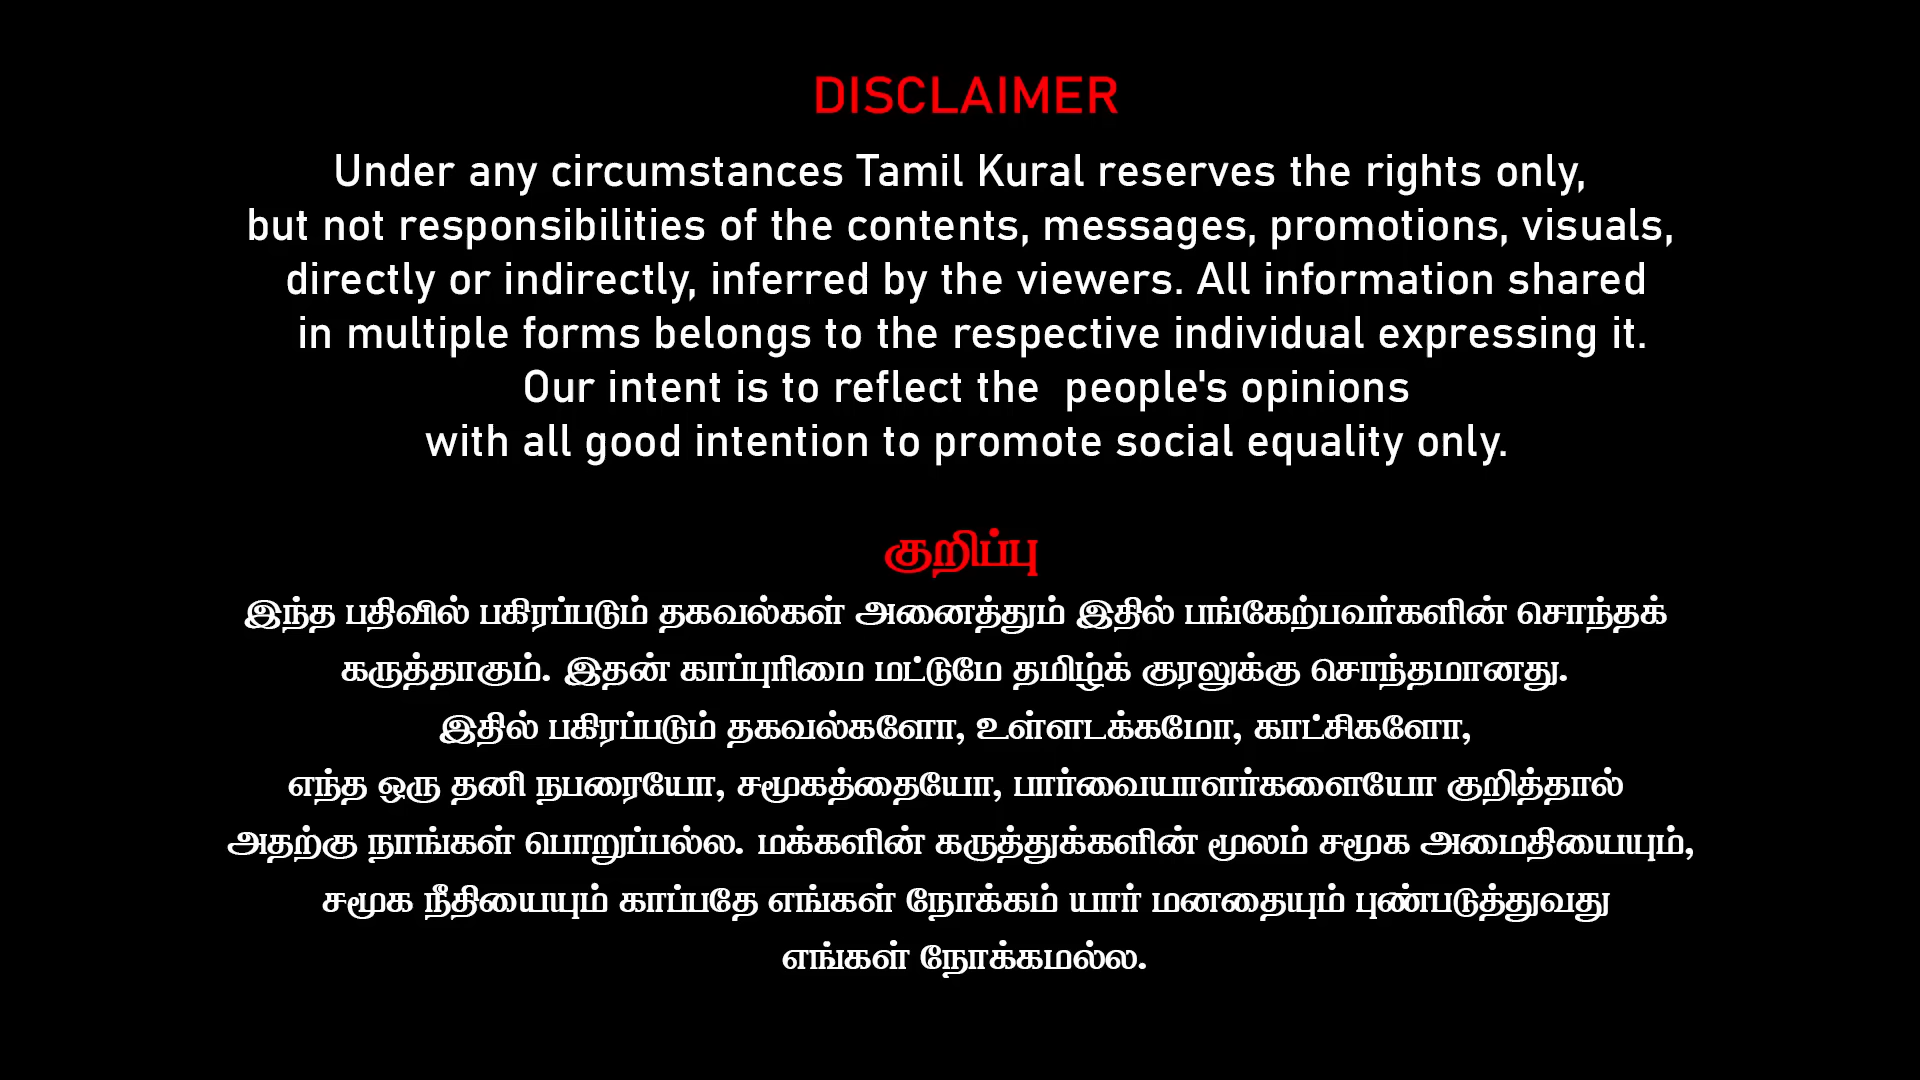 DISCLAIMER
Under any circumstances Tamil Kural reserves the rights only,
but not responsibilities of the contents, messages, promotions, visuals,
directly or indirectly, inferred by the viewers. All information shared
in multiple forms belongs to the respective individual expressing it.
Our intent is to reflect the  people's opinions
with all good intention to promote social equality only.
குறிப்பு
இந்த பதிவில் பகிரப்படும் தகவல்கள் அனைத்தும் இதில் பங்கேற்பவர்களின் சொந்தக்
கருத்தாகும். இதன் காப்புரிமை மட்டுமே தமிழ்க் குரலுக்கு சொந்தமானது.
இதில் பகிரப்படும் தகவல்களோ, உள்ளடக்கமோ, காட்சிகளோ,
எந்த ஒரு தனி நபரையோ, சமூகத்தையோ, பார்வையாளர்களையோ குறித்தால்
அதற்கு நாங்கள் பொறுப்பல்ல. மக்களின் கருத்துக்களின் மூலம் சமூக அமைதியையும்,
சமூக நீதியையும் காப்பதே எங்கள் நோக்கம் யார் மனதையும் புண்படுத்துவது
எங்கள் நோக்கமல்ல.